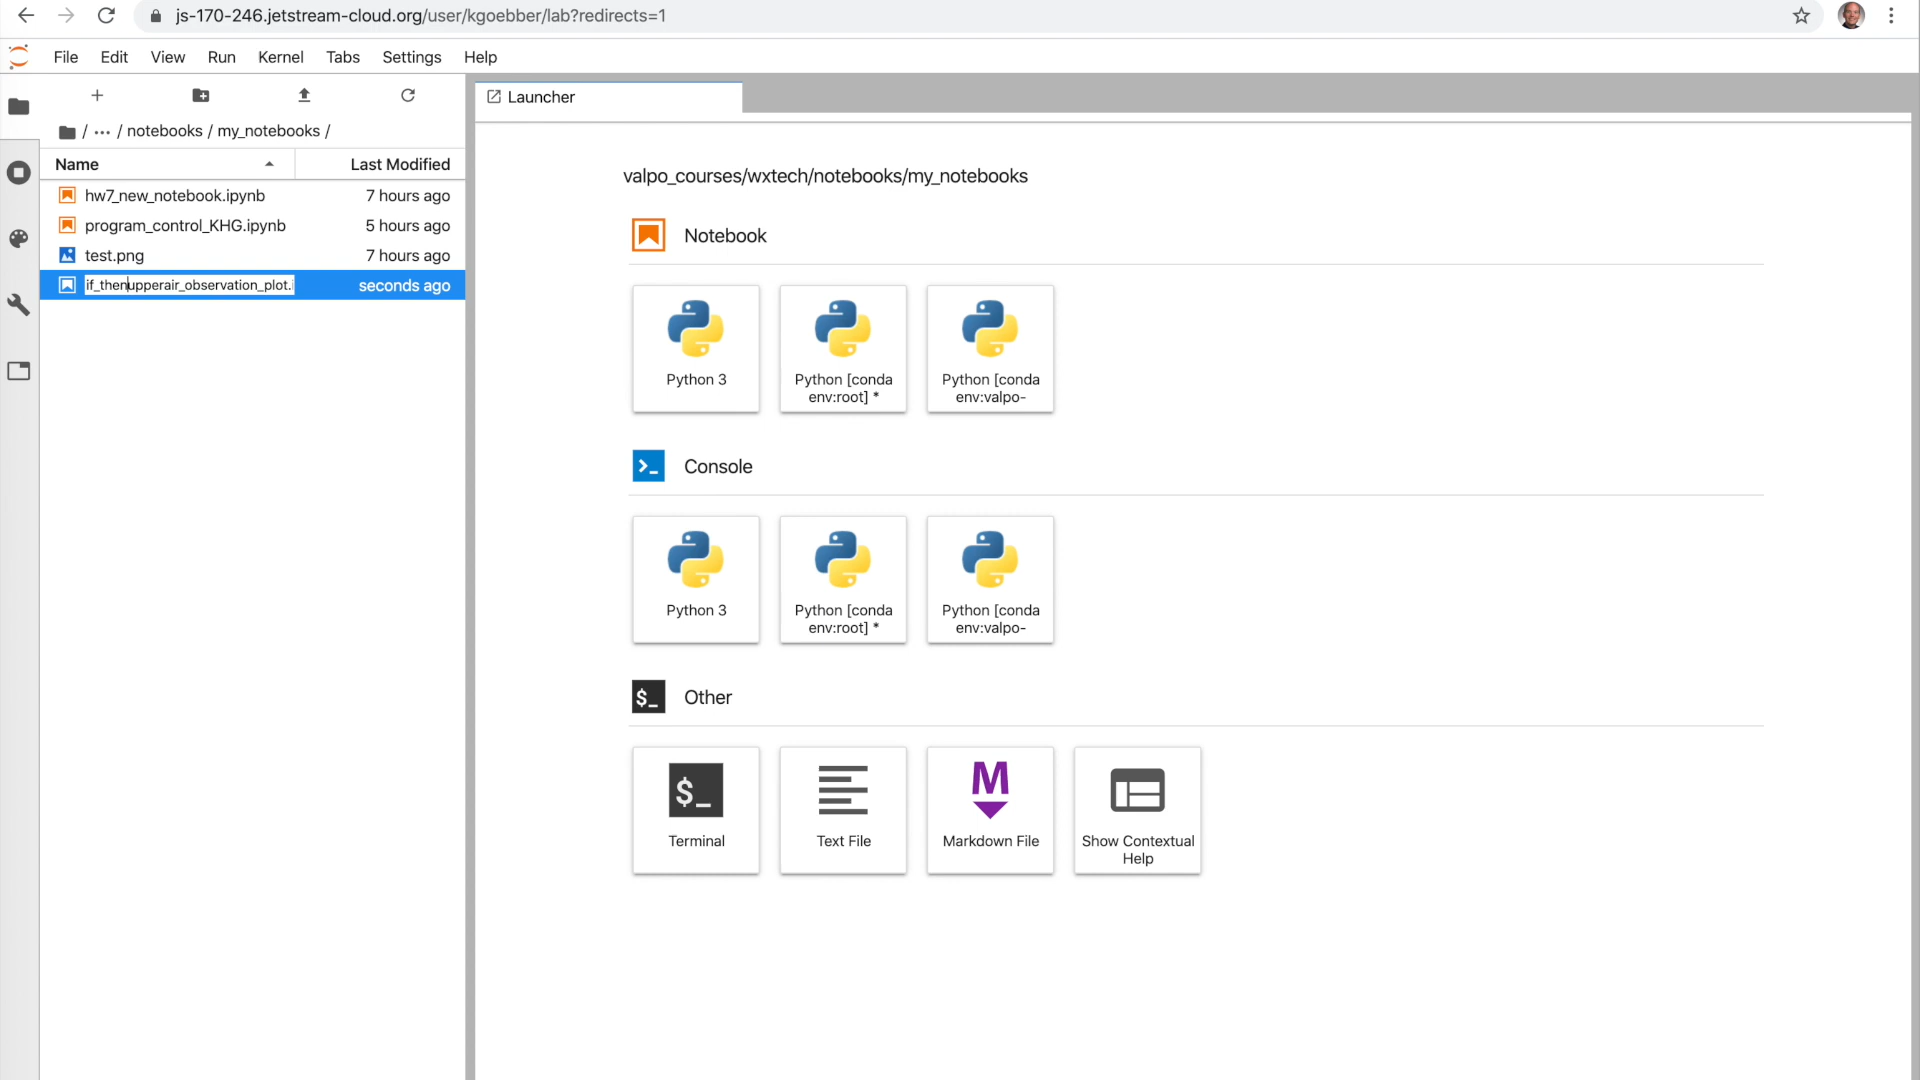 js-170-246.jetstream-cloud.org/user/kgoebber/lab?redirects=1
File Edit View Run Kernel Tabs Settings Help
Launcher
/ ··· / notebooks / my_notebooks /
Name Last Modified
hw7_new_notebook.ipynb 7 hours ago
program_control_KHG.ipynb 5 hours ago
test.png 7 hours ago
if_thenupperair_observation_plot.i seconds ago
valpo_courses/wxtech/notebooks/my_notebooks
Notebook
Python 3
Python [conda
env:root] *
Python [conda
env:valpo-
>_ Console
Python 3
Python [conda
env:root] *
Python [conda
env:valpo-
$_ Other
$_
Terminal
Text File
M
Markdown File
Show Contextual
Help